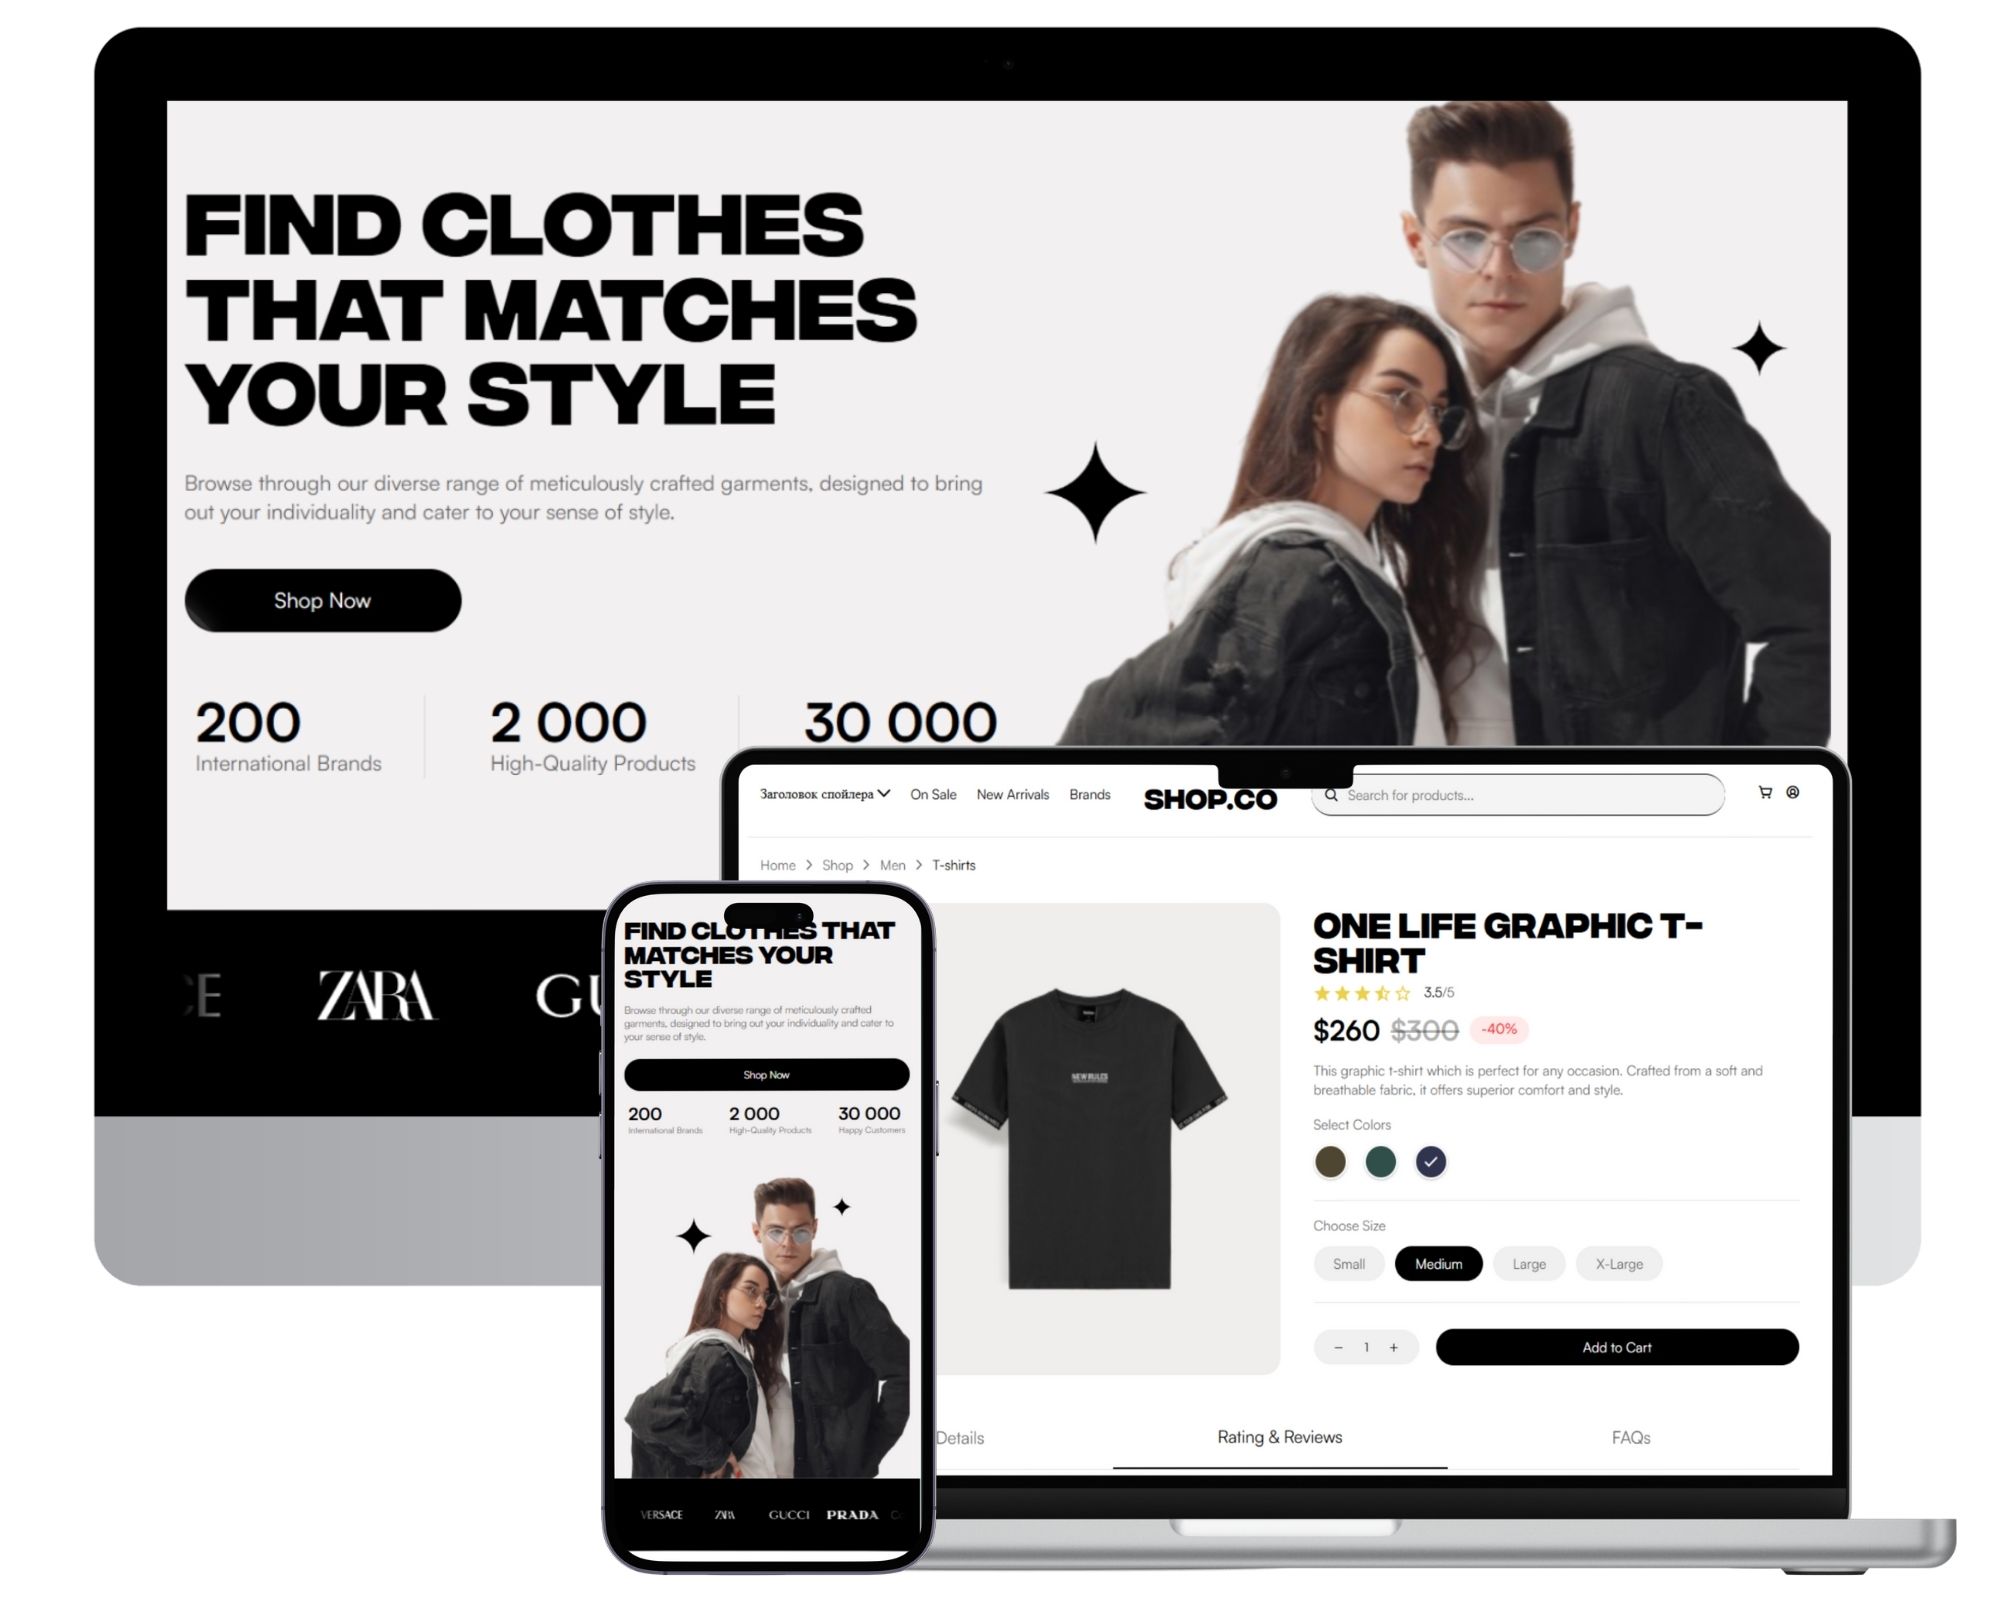 FIND CLOTHES
THAT MATCHES
YOUR STYLE
Browse through our diverse range of meticulously crafted garments, designed to bring
out your individuality and cater to your sense of style.
Shop Now
200
International Brands
2 000
High-Quality Products
30 000
CE
ZARA
GU
Заголовок спойлера
On Sale
New Arrivals
Brands
SHOP.CO
Search for products...
Home > Shop > Men > T-shirts
NEW RULES
ONE LIFE GRAPHIC T-
SHIRT
3.5/5
$260 $300 -40%
This graphic t-shirt which is perfect for any occasion. Crafted from a soft and
breathable fabric, it offers superior comfort and style.
Select Colors
Choose Size
Small
Medium
Large
X-Large
− 1 +
Add to Cart
Details
Rating & Reviews
FAQs
FIND CLOTHES THAT
MATCHES YOUR
STYLE
Browse through our diverse range of meticulously crafted
garments, designed to bring out your individuality and cater to
your sense of style.
Shop Now
200
International Brands
2 000
High-Quality Products
30 000
Happy Customers
VERSACE
ZARA
GUCCI
PRADA
C